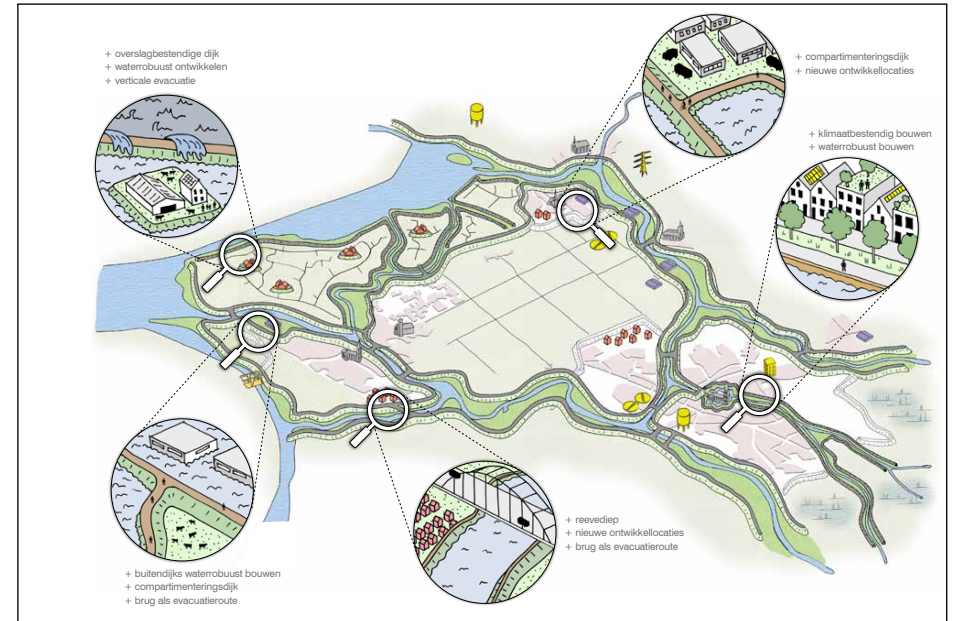 + overslagbestendige dijk
+ waterrobuust ontwikkelen
+ verticale evacuatie
+ compartimenteringsdijk
+ nieuwe ontwikkellocaties
+ klimaatbestendig bouwen
+ waterrobuust bouwen
+ reevediep
+ nieuwe ontwikkellocaties
+ brug als evacuatieroute
+ buitendijks waterrobuust bouwen
+ compartimenteringsdijk
+ brug als evacuatieroute